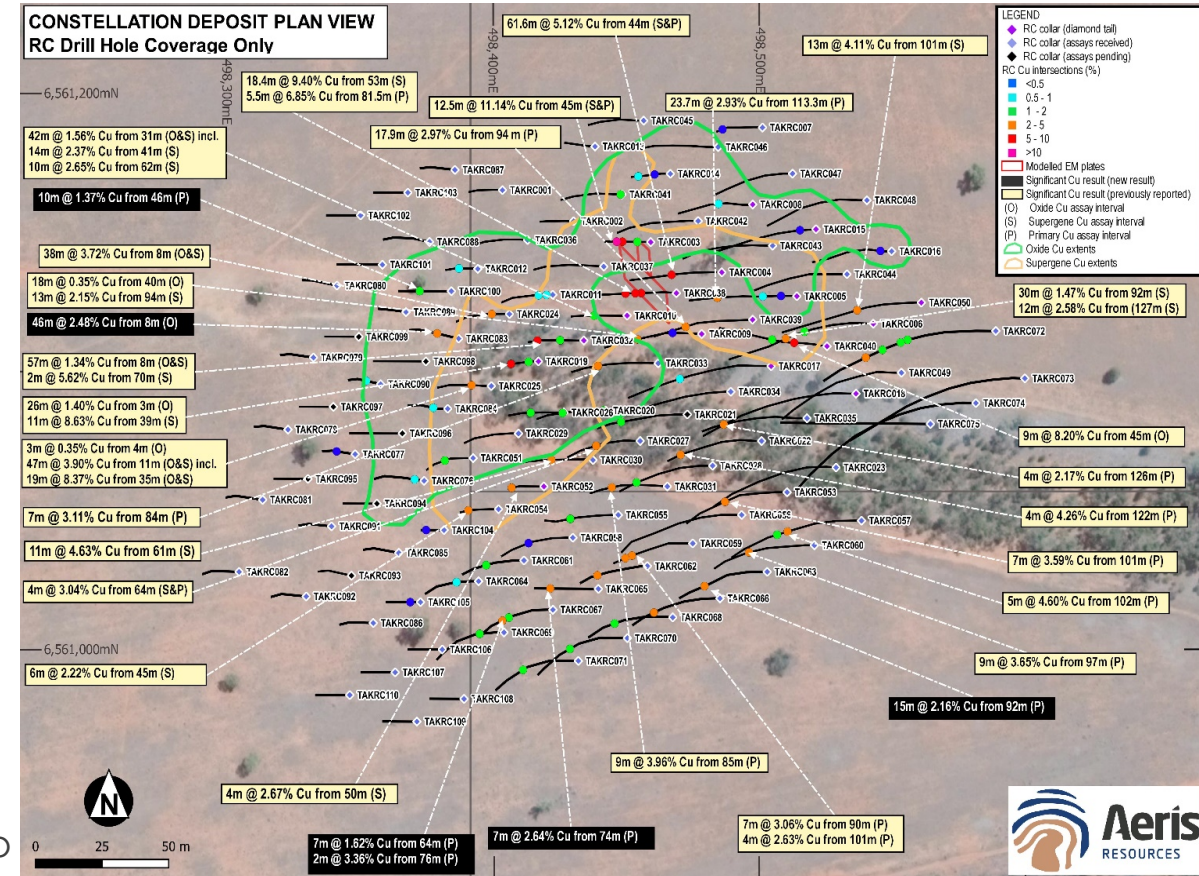 CONSTELLATION DEPOSIT PLAN VIEW
RC Drill Hole Coverage Only
61.6m @ 5.12% Cu from 44m (S&P)
13m @ 4.11% Cu from 101m (S)
18.4m @ 9.40% Cu from 53m (S)
5.5m @ 6.85% Cu from 81.5m (P)
12.5m @ 11.14% Cu from 45m (S&P)
23.7m @ 2.93% Cu from 113.3m (P)
17.9m @ 2.97% Cu from 94 m (P)
498,300mE
498,400mE
498,500mE
6,561,200mN
6,561,000mN
LEGEND
RC collar (diamond tail)
RC collar (assays received)
RC collar (assays pending)
RC Cu intersections (%)
<0.5
0.5 - 1
1 - 2
2 - 5
5 - 10
>10
Modelled EM plates
Significant Cu result (new result)
Significant Cu result (previously reported)
(O) Oxide Cu assay interval
(S) Supergene Cu assay interval
(P) Primary Cu assay interval
Oxide Cu extents
Supergene Cu extents
42m @ 1.56% Cu from 31m (O&S) incl.
14m @ 2.37% Cu from 41m (S)
10m @ 2.65% Cu from 62m (S)
10m @ 1.37% Cu from 46m (P)
38m @ 3.72% Cu from 8m (O&S)
18m @ 0.35% Cu from 40m (O)
13m @ 2.15% Cu from 94m (S)
46m @ 2.48% Cu from 8m (O)
57m @ 1.34% Cu from 8m (O&S)
2m @ 5.62% Cu from 70m (S)
26m @ 1.40% Cu from 3m (O)
11m @ 8.63% Cu from 39m (S)
3m @ 0.35% Cu from 4m (O)
47m @ 3.90% Cu from 11m (O&S) incl.
19m @ 8.37% Cu from 35m (O&S)
7m @ 3.11% Cu from 84m (P)
11m @ 4.63% Cu from 61m (S)
4m @ 3.04% Cu from 64m (S&P)
6m @ 2.22% Cu from 45m (S)
4m @ 2.67% Cu from 50m (S)
7m @ 1.62% Cu from 64m (P)
2m @ 3.36% Cu from 76m (P)
7m @ 2.64% Cu from 74m (P)
9m @ 3.96% Cu from 85m (P)
7m @ 3.06% Cu from 90m (P)
4m @ 2.63% Cu from 101m (P)
15m @ 2.16% Cu from 92m (P)
9m @ 3.65% Cu from 97m (P)
5m @ 4.60% Cu from 102m (P)
7m @ 3.59% Cu from 101m (P)
4m @ 4.26% Cu from 122m (P)
4m @ 2.17% Cu from 126m (P)
9m @ 8.20% Cu from 45m (O)
30m @ 1.47% Cu from 92m (S)
12m @ 2.58% Cu from (127m (S)
TAKRC045
TAKRC007
TAKRC046
TAKRC087
TAKRC014
TAKRC047
TAKRC103
TAKRC001
TAKRC041
TAKRC008
TAKRC048
TAKRC102
TAKRC002
TAKRC042
TAKRC015
TAKRC088
TAKRC036
TAKRC003
TAKRC043
TAKRC016
TAKRC101
TAKRC012
TAKRC037
TAKRC004
TAKRC044
TAKRC080
TAKRC100
TAKRC011
TAKRC005
TAKRC050
TAKRC024
TAKRC039
TAKRC006
TAKRC072
TAKRC099
TAKRC083
TAKRC032
TAKRC009
TAKRC040
TAKRC079
TAKRC098
TAKRC019
TAKRC033
TAKRC017
TAKRC049
TAKRC073
TAKRC090
TAKRC025
TAKRC034
TAKRC018
TAKRC074
TAKRC097
TAKRC026
TAKRC020
TAKRC021
TAKRC035
TAKRC075
TAKRC096
TAKRC029
TAKRC027
TAKRC022
TAKRC077
TAKRC051
TAKRC030
TAKRC023
TAKRC095
TAKRC052
TAKRC031
TAKRC053
TAKRC081
TAKRC094
TAKRC054
TAKRC055
TAKRC057
TAKRC091
TAKRC104
TAKRC058
TAKRC059
TAKRC060
TAKRC085
TAKRC061
TAKRC062
TAKRC063
TAKRC082
TAKRC093
TAKRC064
TAKRC065
TAKRC066
TAKRC092
TAKRC105
TAKRC067
TAKRC068
TAKRC086
TAKRC069
TAKRC070
TAKRC106
TAKRC071
TAKRC107
TAKRC110
TAKRC108
TAKRC109
N
0 25 50 m
Aeris
RESOURCES